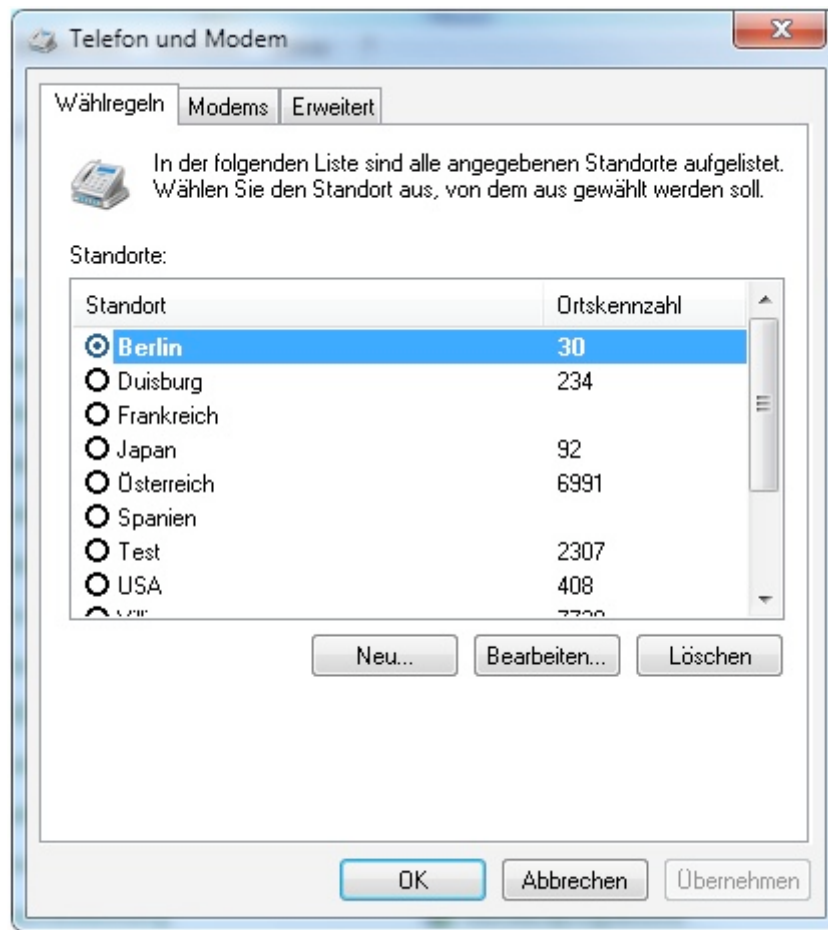 Telefon und Modem
Wählregeln Modems Erweitert
In der folgenden Liste sind alle angegebenen Standorte aufgelistet.
Wählen Sie den Standort aus, von dem aus gewählt werden soll.
Standorte:
Standort Ortskennzahl
Berlin 30
Duisburg 234
Frankreich
Japan 92
Österreich 6991
Spanien
Test 2307
USA 408
Neu... Bearbeiten... Löschen
OK Abbrechen Übernehmen